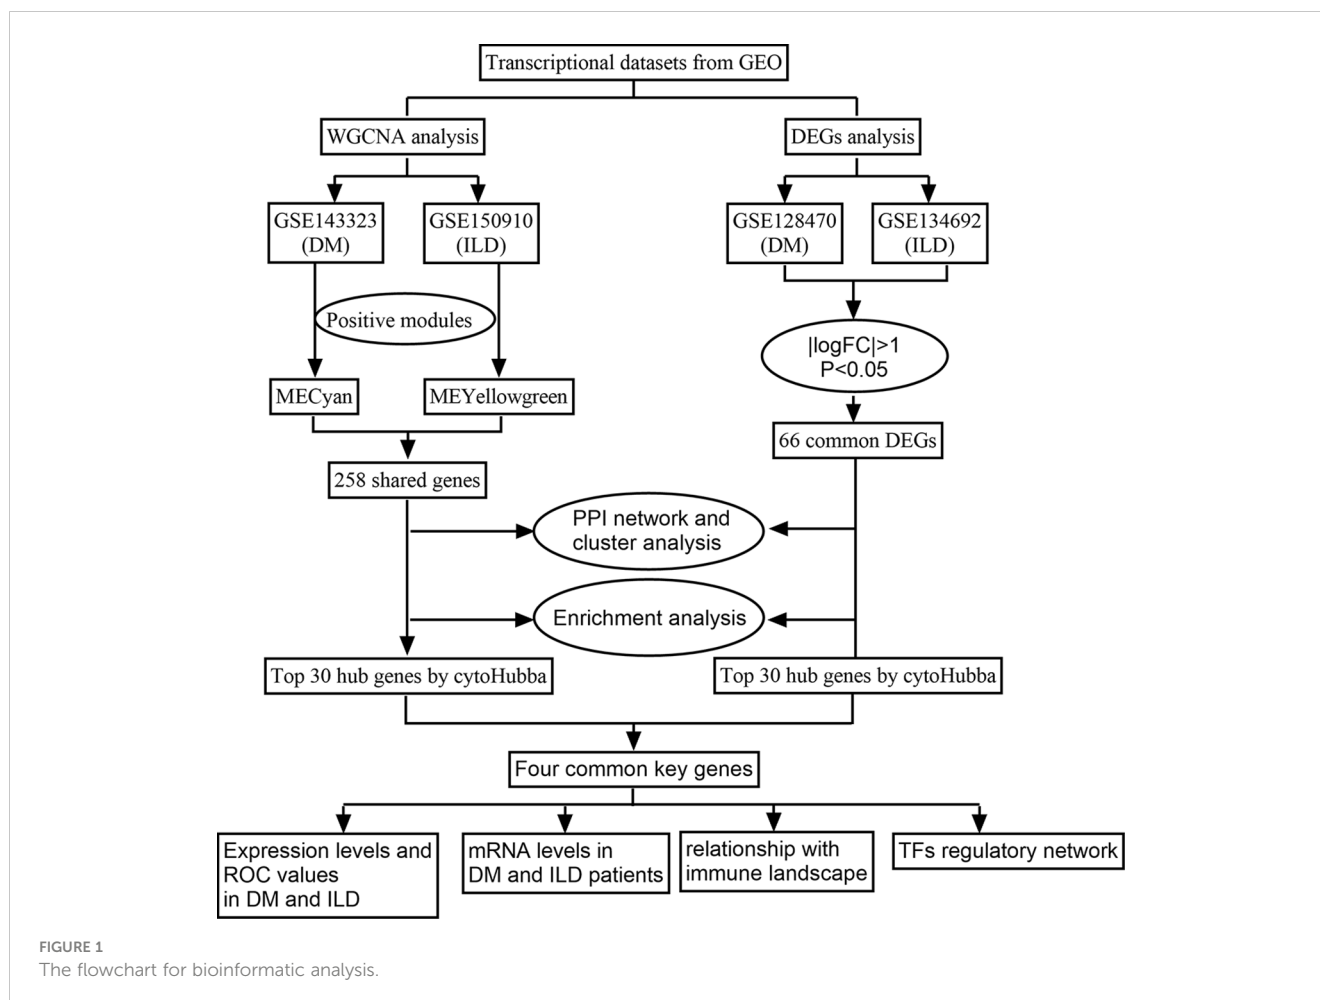 Transcriptional datasets from GEO
WGCNA analysis
DEGs analysis
GSE143323
(DM)
GSE150910
(ILD)
GSE128470
(DM)
GSE134692
(ILD)
Positive modules
|logFC|>1
P<0.05
MECyan
MEYellowgreen
66 common DEGs
258 shared genes
PPI network and
cluster analysis
Enrichment analysis
Top 30 hub genes by cytoHubba
Top 30 hub genes by cytoHubba
Four common key genes
Expression levels and
ROC values
in DM and ILD
mRNA levels in
DM and ILD patients
relationship with
immune landscape
TFs regulatory network
FIGURE 1
The flowchart for bioinformatic analysis.